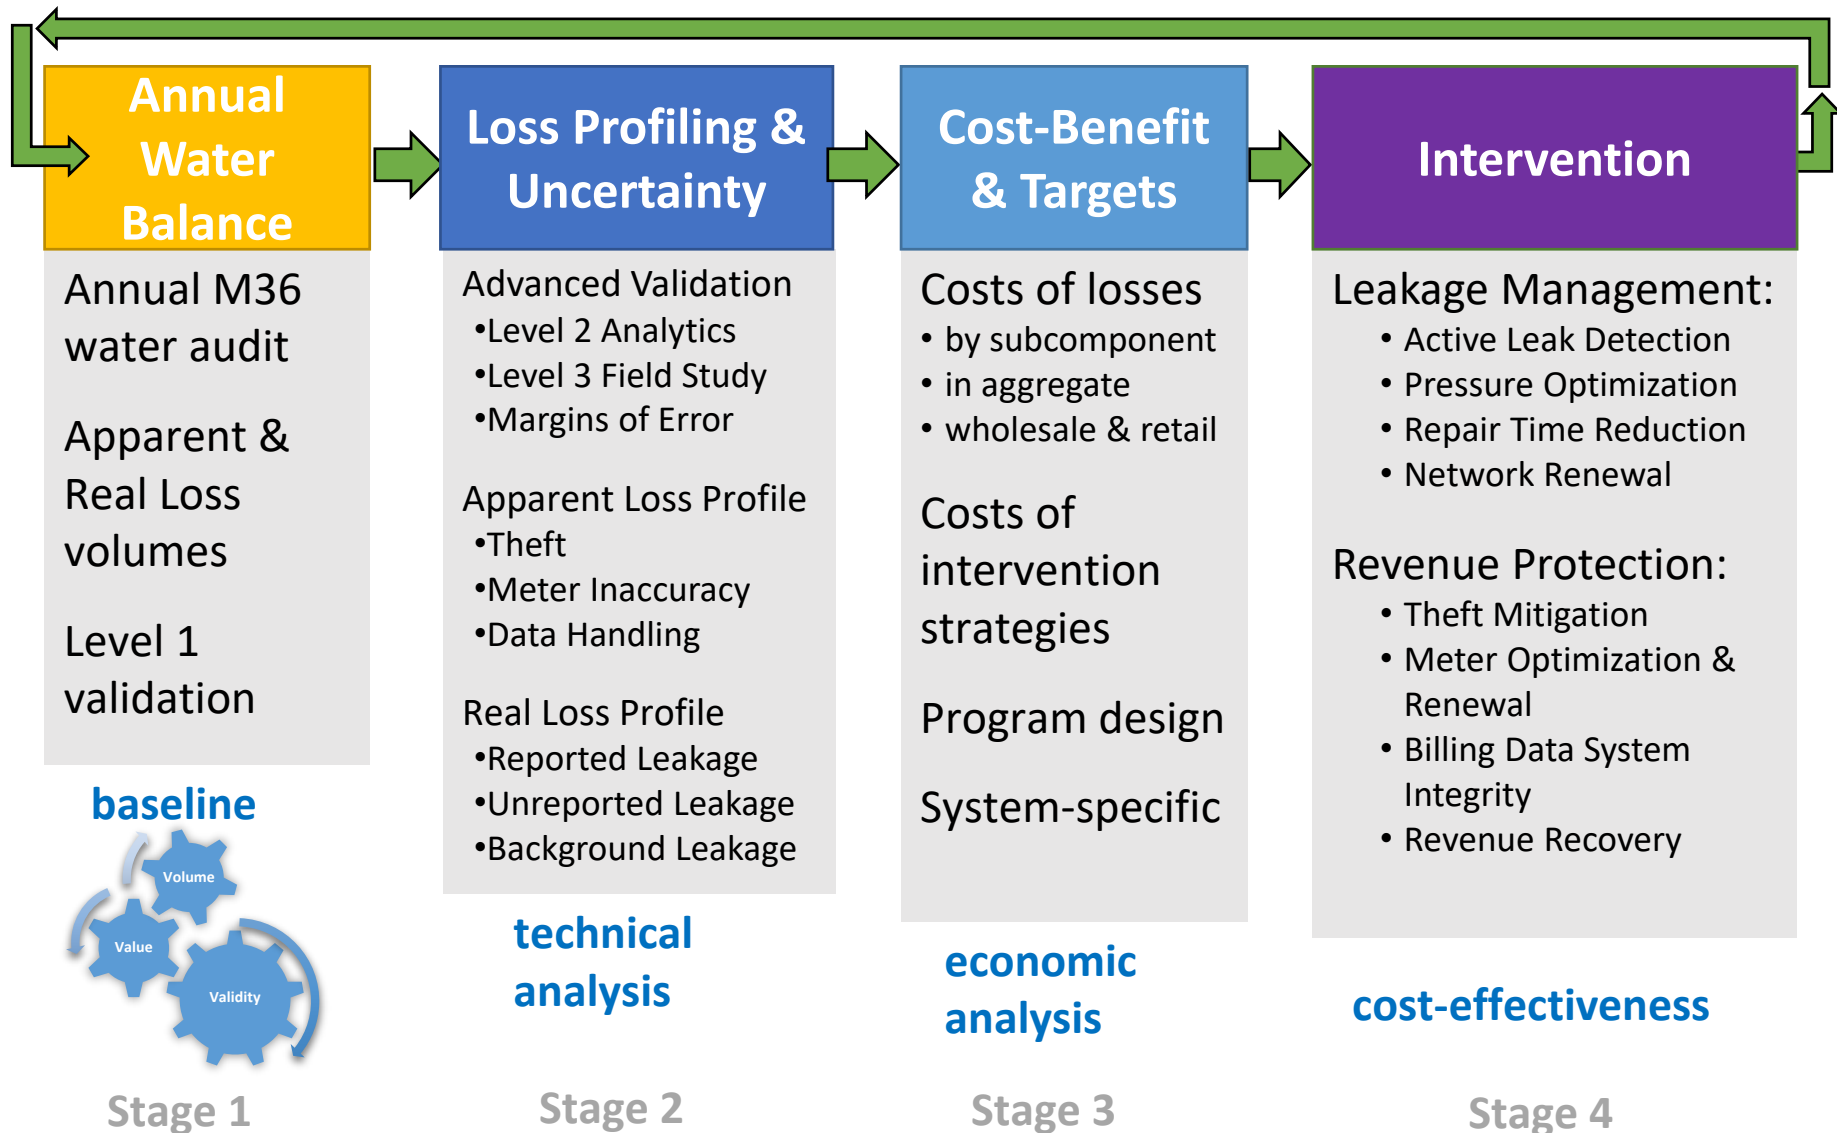 Annual
Water
Balance
Annual M36
water audit
Apparent &
Real Loss
volumes
Level 1
validation
baseline
Volume
Value
Validity
Stage 1
Loss Profiling &
Uncertainty
Advanced Validation
•Level 2 Analytics
•Level 3 Field Study
•Margins of Error
Apparent Loss Profile
•Theft
•Meter Inaccuracy
•Data Handling
Real Loss Profile
•Reported Leakage
•Unreported Leakage
•Background Leakage
technical
analysis
Stage 2
Cost-Benefit
& Targets
Costs of losses
• by subcomponent
• in aggregate
• wholesale & retail
Costs of
intervention
strategies
Program design
System-specific
economic
analysis
Stage 3
Intervention
Leakage Management:
• Active Leak Detection
• Pressure Optimization
• Repair Time Reduction
• Network Renewal
Revenue Protection:
• Theft Mitigation
• Meter Optimization &
Renewal
• Billing Data System
Integrity
• Revenue Recovery
cost-effectiveness
Stage 4